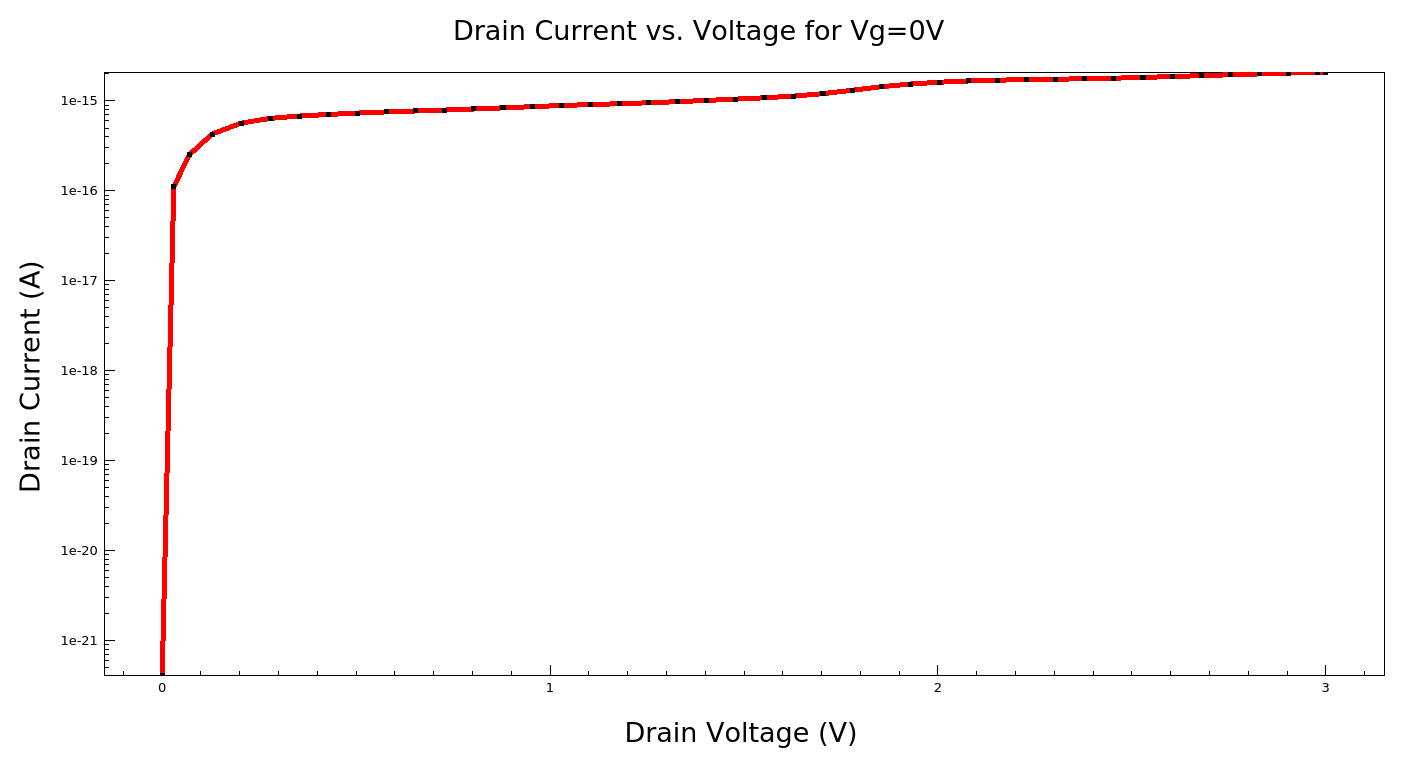 Drain Current vs. Voltage for Vg=0V
1e-15
1e-16
1e-17
1e-18
1e-19
1e-20
1e-21
Drain Current (A)
0 1 2 3
Drain Voltage (V)